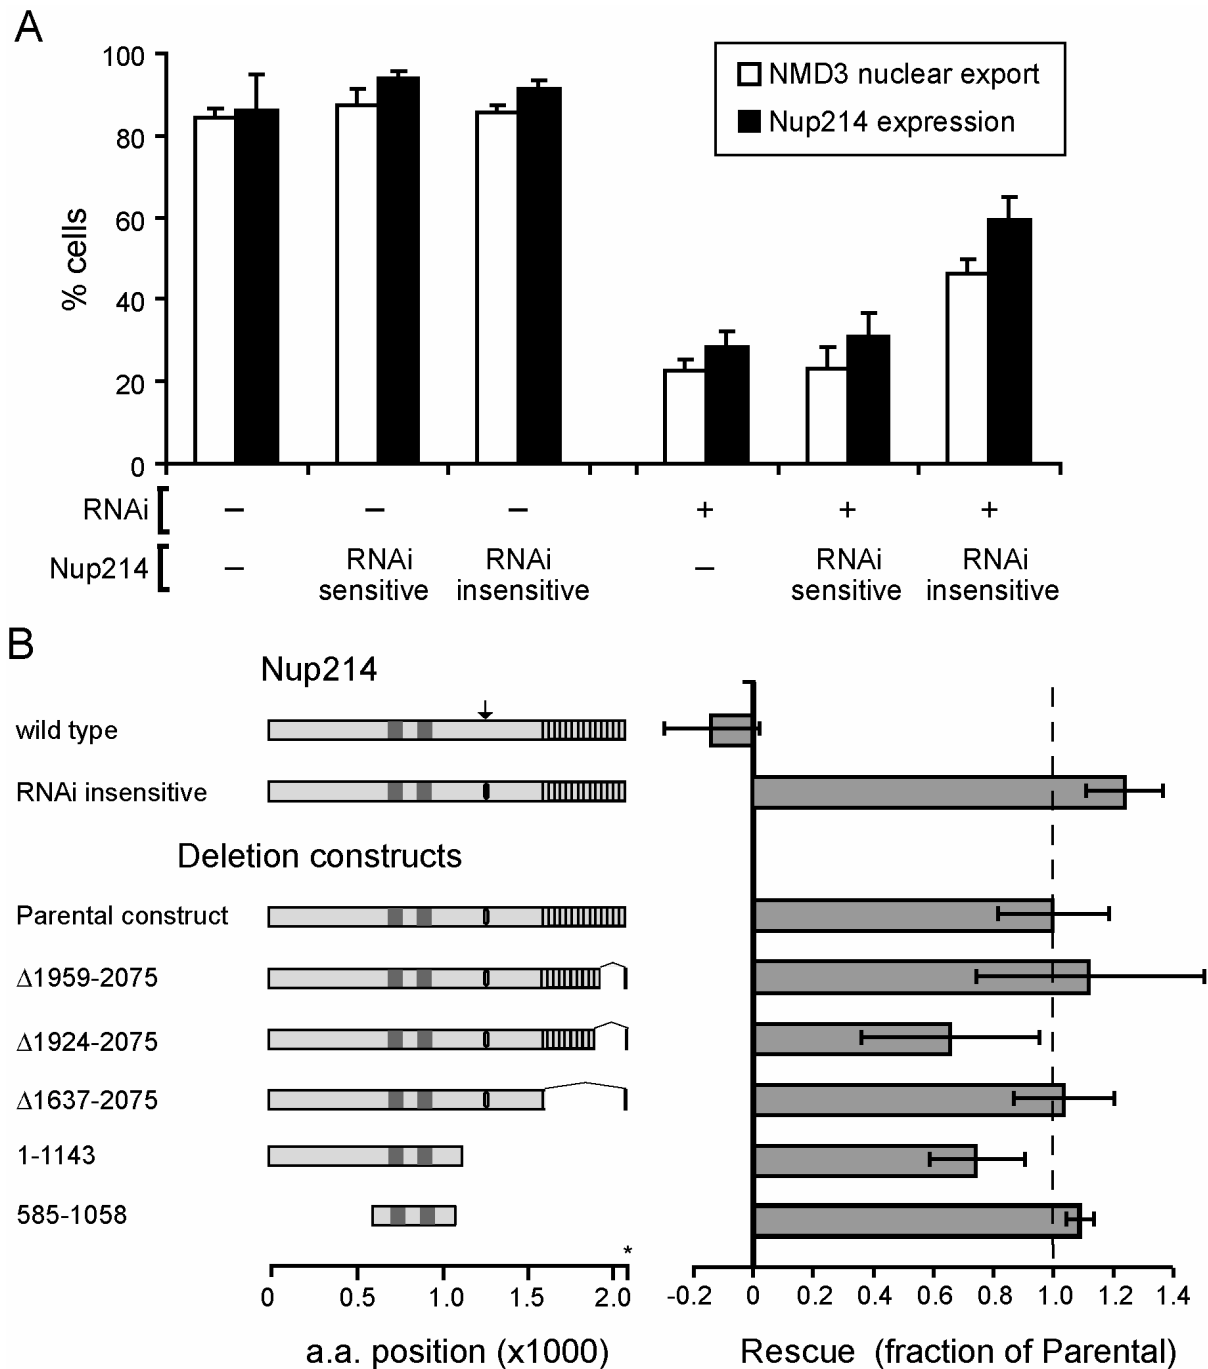 A
100
80
60
40
20
0
% cells
NMD3 nuclear export
Nup214 expression
RNAi – – – + + +
Nup214 – RNAi sensitive RNAi insensitive – RNAi sensitive RNAi insensitive
B
Nup214
wild type
RNAi insensitive
Deletion constructs
Parental construct
Δ1959-2075
Δ1924-2075
Δ1637-2075
1-1143
585-1058
*
0 0.5 1.0 1.5 2.0
a.a. position (x1000)
-0.2 0 0.2 0.4 0.6 0.8 1.0 1.2 1.4
Rescue (fraction of Parental)